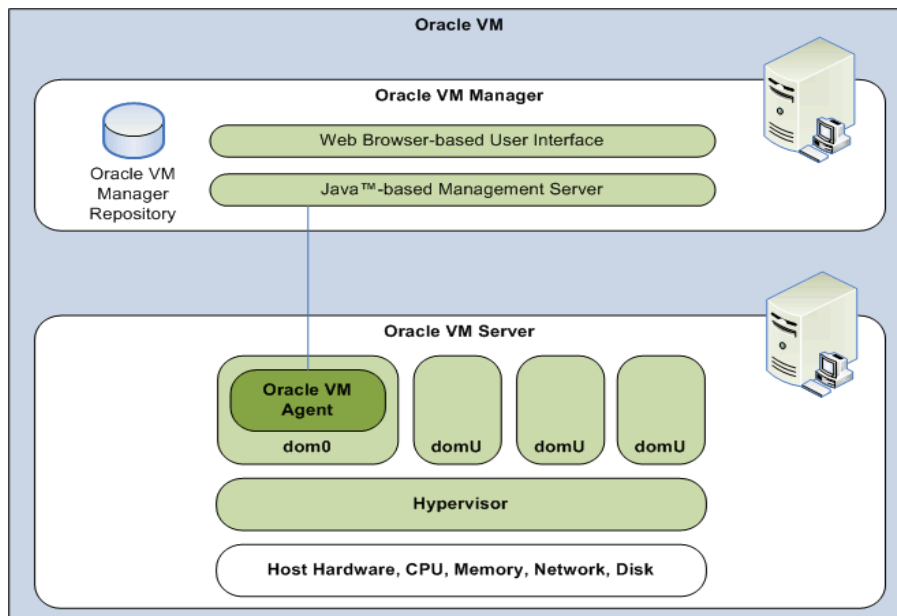 Oracle VM
Oracle VM Manager
Web Browser-based User Interface
Java™-based Management Server
Oracle VM
Manager
Repository
Oracle VM Server
Oracle VM
Agent
dom0
domU
domU
domU
Hypervisor
Host Hardware, CPU, Memory, Network, Disk